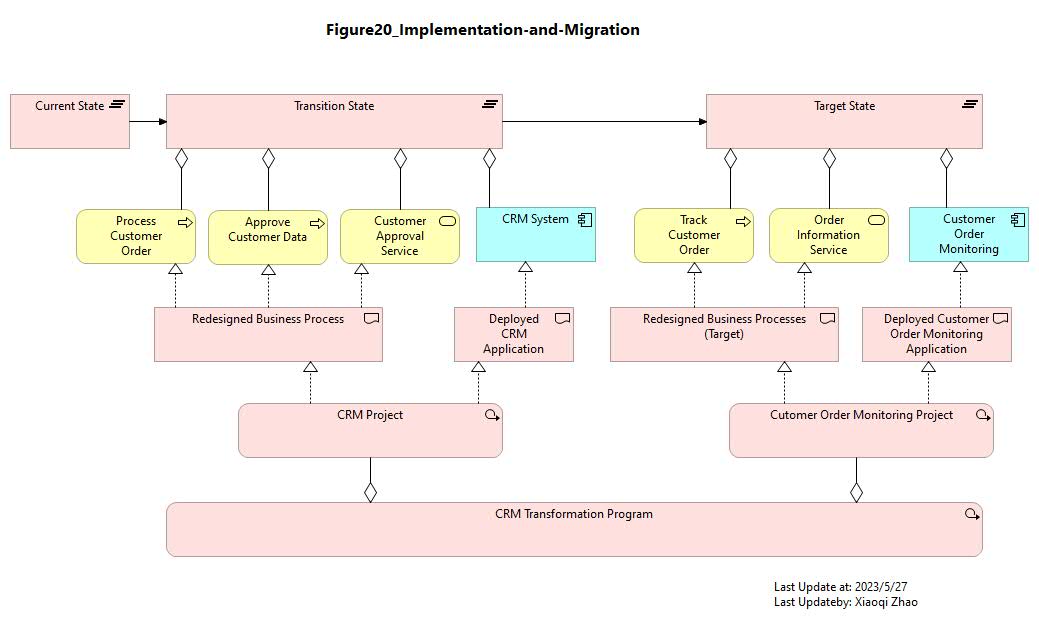 Figure20_Implementation-and-Migration
Current State
Transition State
Target State
Process
Customer
Order
Approve
Customer Data
Customer
Approval
Service
CRM System
Track
Customer
Order
Order
Information
Service
Customer
Order
Monitoring
Redesigned Business Process
Deployed
CRM
Application
Redesigned Business Processes
(Target)
Deployed Customer
Order Monitoring
Application
CRM Project
Cutomer Order Monitoring Project
CRM Transformation Program
Last Update at: 2023/5/27
Last Updateby: Xiaoqi Zhao